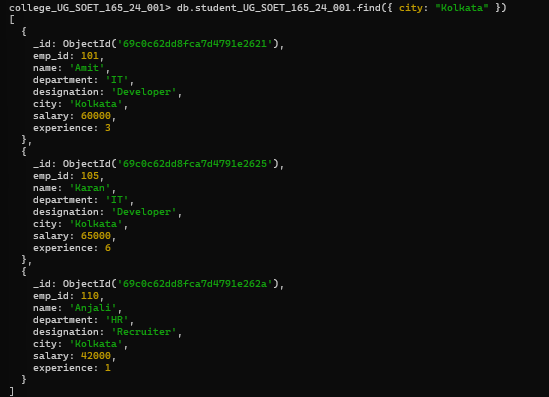 college_UG_SOET_165_24_001> db.student_UG_SOET_165_24_001.find({ city: "Kolkata" })
[
  {
    _id: ObjectId('69c0c62dd8fca7d4791e2621'),
    emp_id: 101,
    name: 'Amit',
    department: 'IT',
    designation: 'Developer',
    city: 'Kolkata',
    salary: 60000,
    experience: 3
  },
  {
    _id: ObjectId('69c0c62dd8fca7d4791e2625'),
    emp_id: 105,
    name: 'Karan',
    department: 'IT',
    designation: 'Developer',
    city: 'Kolkata',
    salary: 65000,
    experience: 6
  },
  {
    _id: ObjectId('69c0c62dd8fca7d4791e262a'),
    emp_id: 110,
    name: 'Anjali',
    department: 'HR',
    designation: 'Recruiter',
    city: 'Kolkata',
    salary: 42000,
    experience: 1
  }
]